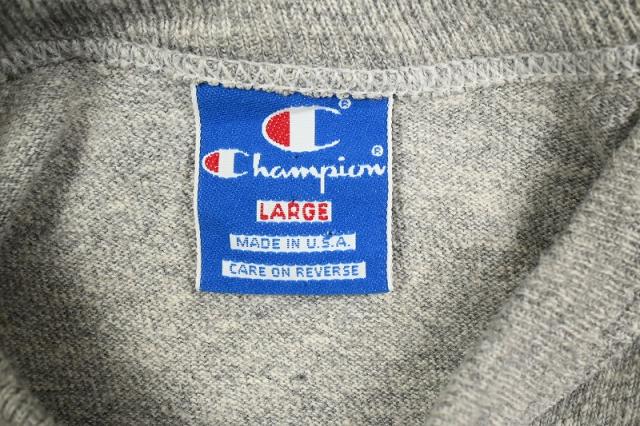 ®
Champion®
LARGE
MADE IN U.S.A.
CARE ON REVERSE